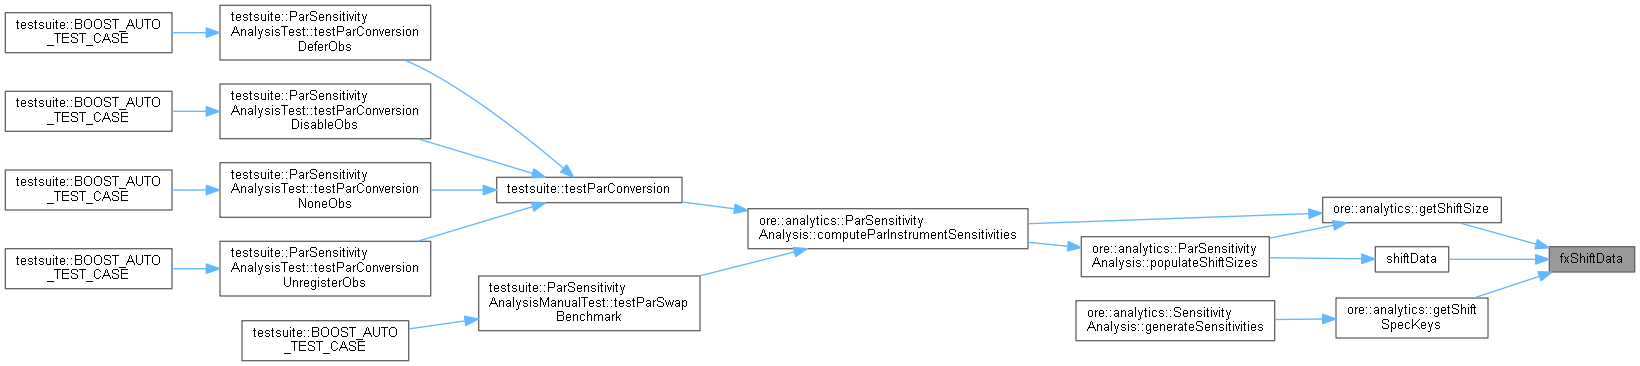 testsuite::BOOST_AUTO
_TEST_CASE
testsuite::ParSensitivity
AnalysisTest::testParConversion
DeferObs
testsuite::BOOST_AUTO
_TEST_CASE
testsuite::ParSensitivity
AnalysisTest::testParConversion
DisableObs
testsuite::BOOST_AUTO
_TEST_CASE
testsuite::ParSensitivity
AnalysisTest::testParConversion
NoneObs
testsuite::BOOST_AUTO
_TEST_CASE
testsuite::ParSensitivity
AnalysisTest::testParConversion
UnregisterObs
testsuite::BOOST_AUTO
_TEST_CASE
testsuite::testParConversion
testsuite::ParSensitivity
AnalysisManualTest::testParSwap
Benchmark
ore::analytics::ParSensitivity
Analysis::computeParInstrumentSensitivities
ore::analytics::ParSensitivity
Analysis::populateShiftSizes
ore::analytics::Sensitivity
Analysis::generateSensitivities
ore::analytics::getShiftSize
shiftData
ore::analytics::getShift
SpecKeys
fxShiftData